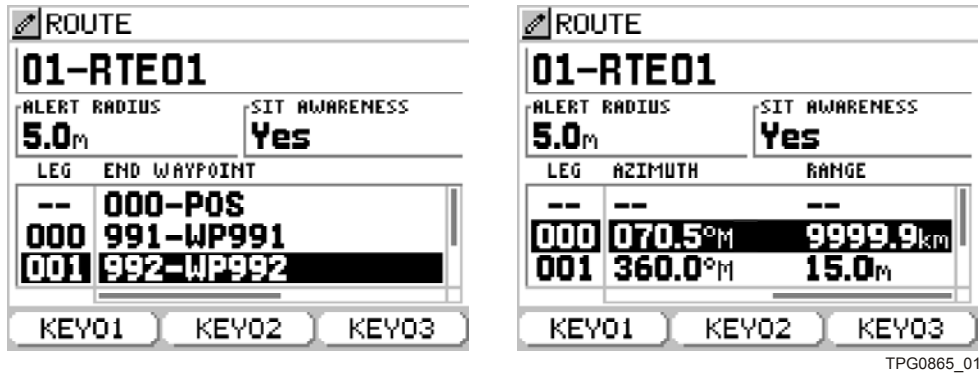 ROUTE
01-RTE01
ALERT RADIUS SIT AWARENESS
5.0m Yes
LEG END WAYPOINT
-- 000-POS
000 991-WP991
001 992-WP992
KEY01 KEY02 KEY03
ROUTE
01-RTE01
ALERT RADIUS SIT AWARENESS
5.0m Yes
LEG AZIMUTH RANGE
-- -- --
000 070.5°M 9999.9km
001 360.0°M 15.0m
KEY01 KEY02 KEY03
TPG0865_01